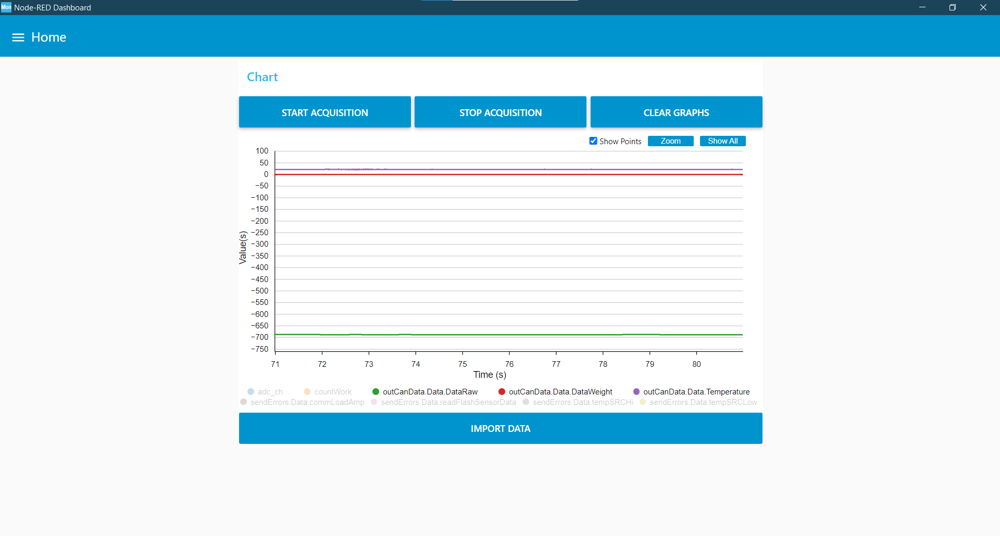 Mon Node-RED Dashboard
Home
Chart
START ACQUISITION STOP ACQUISITION CLEAR GRAPHS
Show Points Zoom Show All
100
50
0
−50
−100
−150
−200
−250
−300
−350
−400
−450
−500
−550
−600
−650
−700
−750
Value(s)
71 72 73 74 75 76 77 78 79 80
Time (s)
adc_ch countWork outCanData.Data.DataRaw outCanData.Data.DataWeight outCanData.Data.Temperature
sendErrors.Data.commLoadAmp sendErrors.Data.readFlashSensorData sendErrors.Data.tempSRCHi sendErrors.Data.tempSRCLow
IMPORT DATA